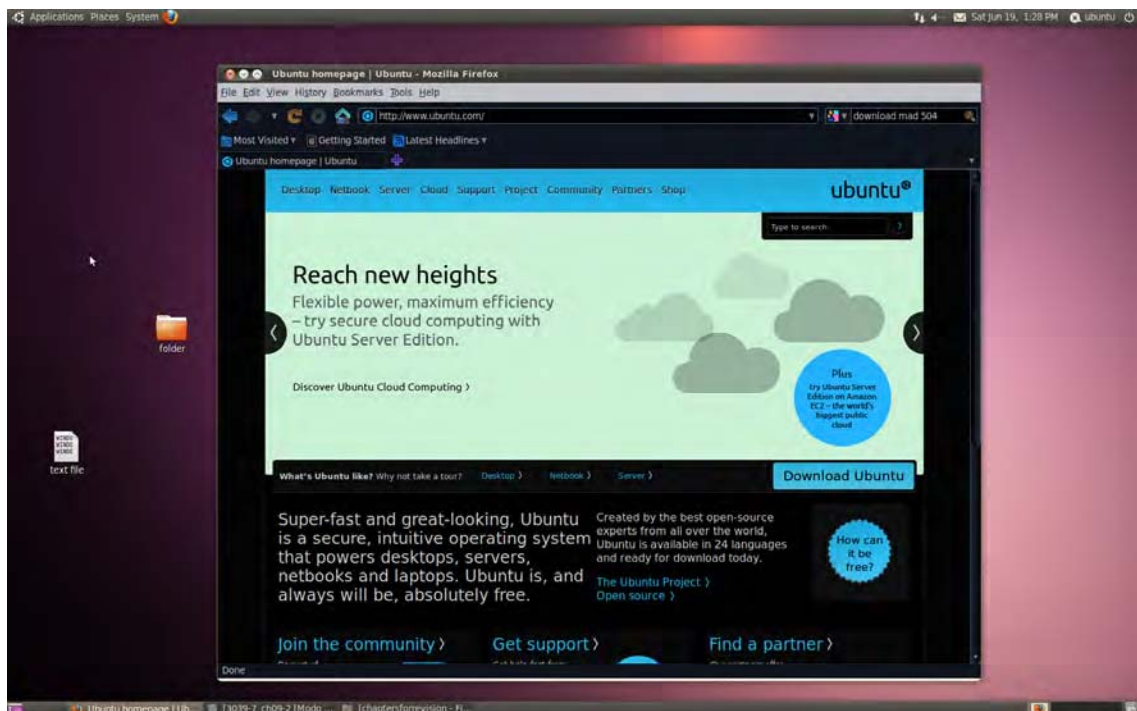 Applications Places System
Sat Jun 19, 1:28 PM ubuntu
Ubuntu homepage | Ubuntu - Mozilla Firefox
File Edit View History Bookmarks Tools Help
http://www.ubuntu.com/
download mad 504
Most Visited Getting Started Latest Headlines
Ubuntu homepage | Ubuntu
Desktop Netbook Server Cloud Support Project Community Partners Shop
ubuntu
Type to search
Reach new heights
Flexible power, maximum efficiency
– try secure cloud computing with
Ubuntu Server Edition.
Discover Ubuntu Cloud Computing ›
Plus
try Ubuntu Server
Edition on Amazon
EC2 – the world's
biggest public
cloud
folder
text file
What's Ubuntu like? Why not take a tour? Desktop › Netbook › Server ›
Download Ubuntu
Super-fast and great-looking, Ubuntu
is a secure, intuitive operating system
that powers desktops, servers,
netbooks and laptops. Ubuntu is, and
always will be, absolutely free.
Created by the best open-source
experts from all over the world,
Ubuntu is available in 24 languages
and ready for download today.
The Ubuntu Project ›
Open source ›
How can
it be
free?
Join the community ›
Get support ›
Find a partner ›
Done
Ubuntu homepage | Ub...